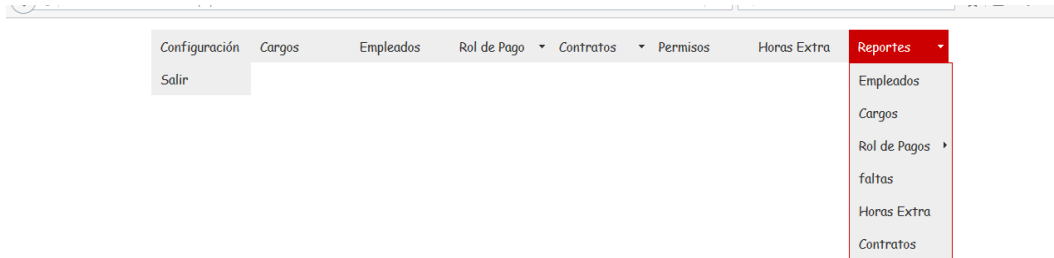 Configuración Cargos Empleados Rol de Pago Contratos Permisos Horas Extra Reportes
Salir
Empleados
Cargos
Rol de Pagos
faltas
Horas Extra
Contratos